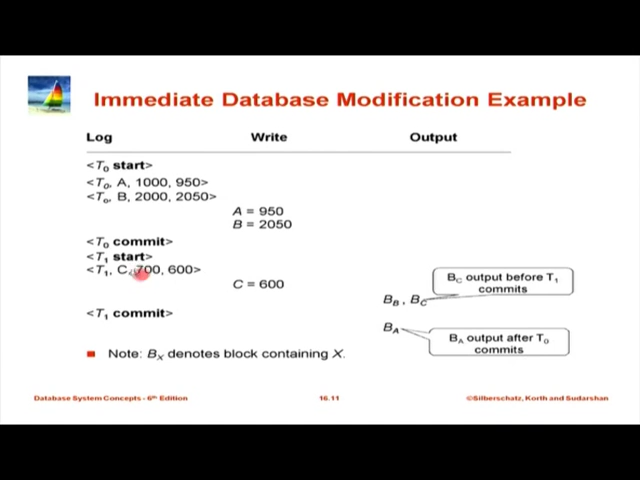 Immediate Database Modification Example
Log Write Output
<T0 start>
<T0, A, 1000, 950>
<To, B, 2000, 2050>
A = 950
B = 2050
<T0 commit>
<T1 start>
<T1, C, 700, 600>
C = 600
BC output before T1
commits
BB , BC
<T1 commit>
BA
BA output after T0
commits
Note: BX denotes block containing X.
Database System Concepts - 6th Edition 16.11 ©Silberschatz, Korth and Sudarshan